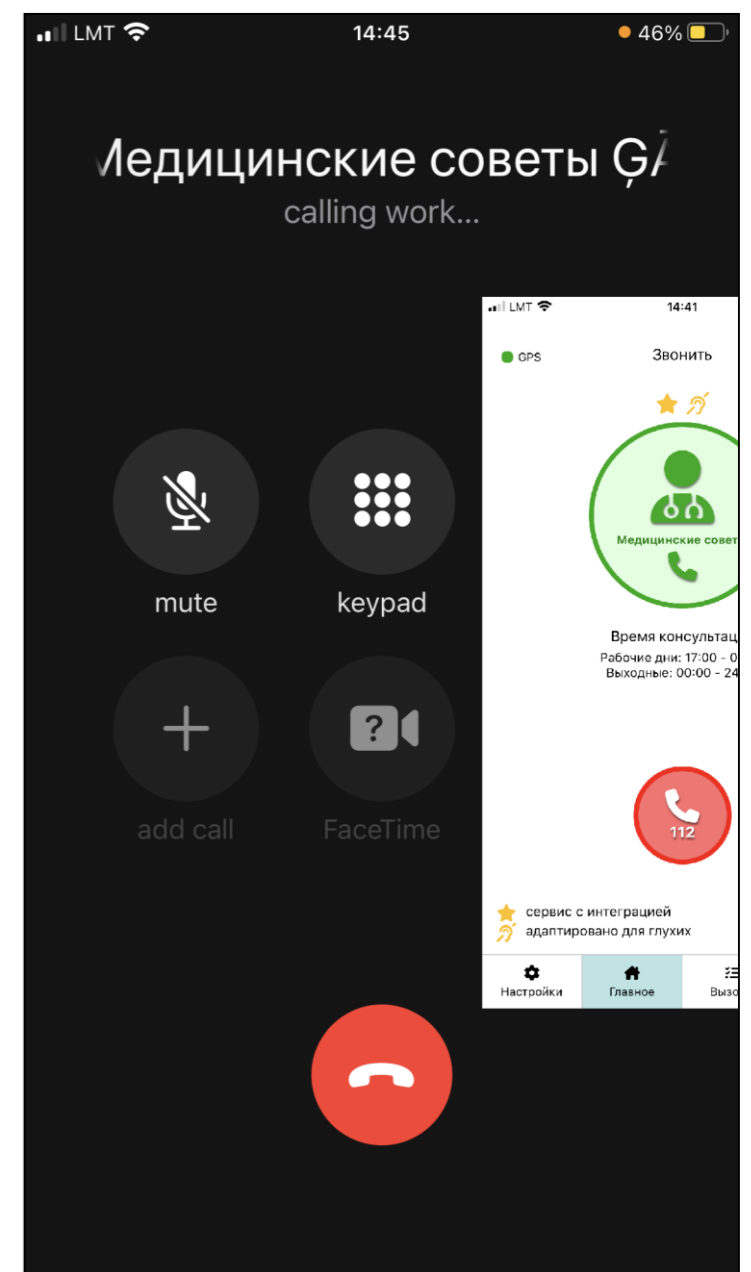 LMT 14:45 46%
Медицинские советы ĢĀ
calling work...
mute keypad
add call FaceTime
LMT 14:41
GPS Звонить
Медицинские совет
Время консультац
Рабочие дни: 17:00 - 0
Выходные: 00:00 - 24
112
сервис с интеграцией
адаптировано для глухих
Настройки Главное Вызо